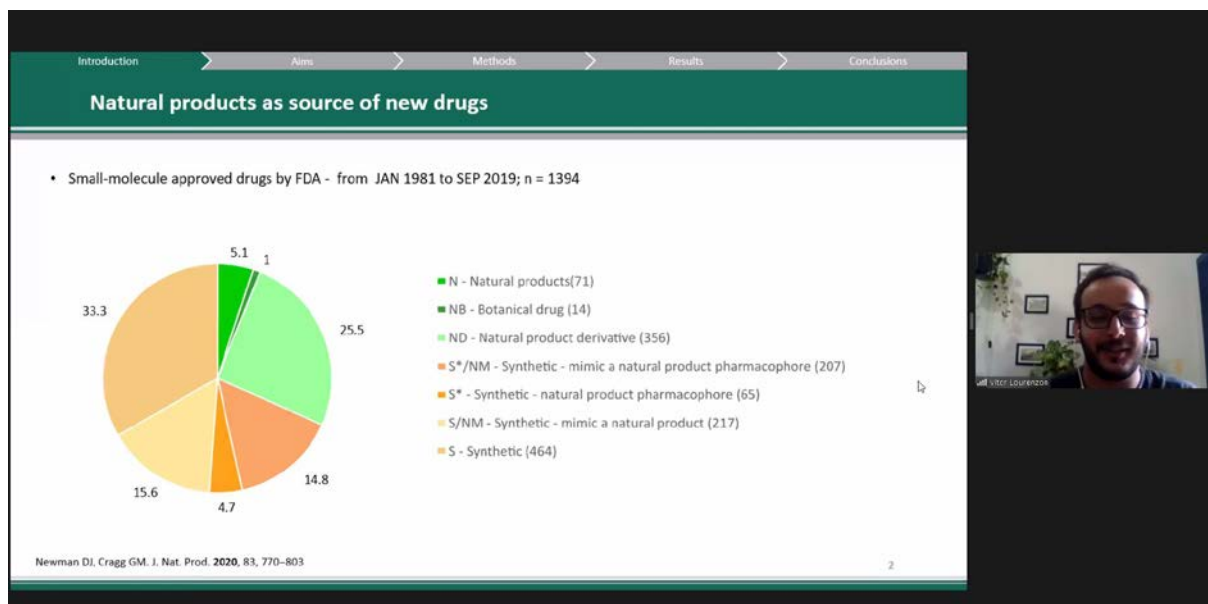 Introduction
Aims
Methods
Results
Conclusions
Natural products as source of new drugs
• Small-molecule approved drugs by FDA - from JAN 1981 to SEP 2019; n = 1394
5.1
1
25.5
14.8
4.7
15.6
33.3
N - Natural products(71)
NB - Botanical drug (14)
ND - Natural product derivative (356)
S*/NM - Synthetic - mimic a natural product pharmacophore (207)
S* - Synthetic - natural product pharmacophore (65)
S/NM - Synthetic - mimic a natural product (217)
S - Synthetic (464)
Newman DJ, Cragg GM. J. Nat. Prod. 2020, 83, 770–803
2
Vitor Lourenzon